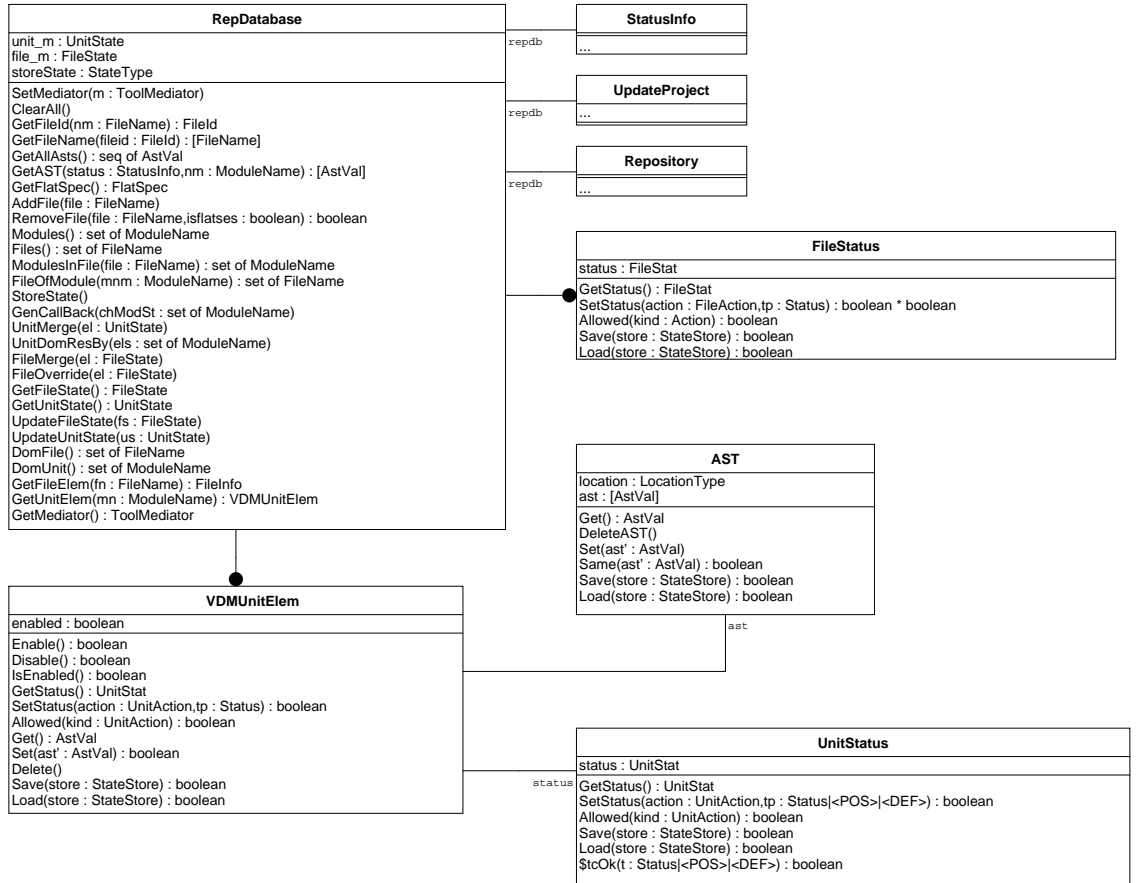 RepDatabase
unit_m : UnitState
file_m : FileState
storeState : StateType
SetMediator(m : ToolMediator)
ClearAll()
GetFileId(nm : FileName) : FileId
GetFileName(fileid : FileId) : [FileName]
GetAllAsts() : seq of AstVal
GetAST(status : StatusInfo,nm : ModuleName) : [AstVal]
GetFlatSpec() : FlatSpec
AddFile(file : FileName)
RemoveFile(file : FileName,isflatses : boolean) : boolean
Modules() : set of ModuleName
Files() : set of FileName
ModulesInFile(file : FileName) : set of ModuleName
FileOfModule(mnm : ModuleName) : set of FileName
StoreState()
GenCallBack(chModSt : set of ModuleName)
UnitMerge(el : UnitState)
UnitDomResBy(els : set of ModuleName)
FileMerge(el : FileState)
FileOverride(el : FileState)
GetFileState() : FileState
GetUnitState() : UnitState
UpdateFileState(fs : FileState)
UpdateUnitState(us : UnitState)
DomFile() : set of FileName
DomUnit() : set of ModuleName
GetFileElem(fn : FileName) : FileInfo
GetUnitElem(mn : ModuleName) : VDMUnitElem
GetMediator() : ToolMediator
repdb
StatusInfo
...
repdb
UpdateProject
...
repdb
Repository
...
FileStatus
status : FileStat
GetStatus() : FileStat
SetStatus(action : FileAction,tp : Status) : boolean * boolean
Allowed(kind : Action) : boolean
Save(store : StateStore) : boolean
Load(store : StateStore) : boolean
AST
location : LocationType
ast : [AstVal]
Get() : AstVal
DeleteAST()
Set(ast' : AstVal)
Same(ast' : AstVal) : boolean
Save(store : StateStore) : boolean
Load(store : StateStore) : boolean
ast
VDMUnitElem
enabled : boolean
Enable() : boolean
Disable() : boolean
IsEnabled() : boolean
GetStatus() : UnitStat
SetStatus(action : UnitAction,tp : Status) : boolean
Allowed(kind : UnitAction) : boolean
Get() : AstVal
Set(ast' : AstVal) : boolean
Delete()
Save(store : StateStore) : boolean
Load(store : StateStore) : boolean
status
UnitStatus
status : UnitStat
GetStatus() : UnitStat
SetStatus(action : UnitAction,tp : Status|<POS>|<DEF>) : boolean
Allowed(kind : UnitAction) : boolean
Save(store : StateStore) : boolean
Load(store : StateStore) : boolean
$tcOk(t : Status|<POS>|<DEF>) : boolean